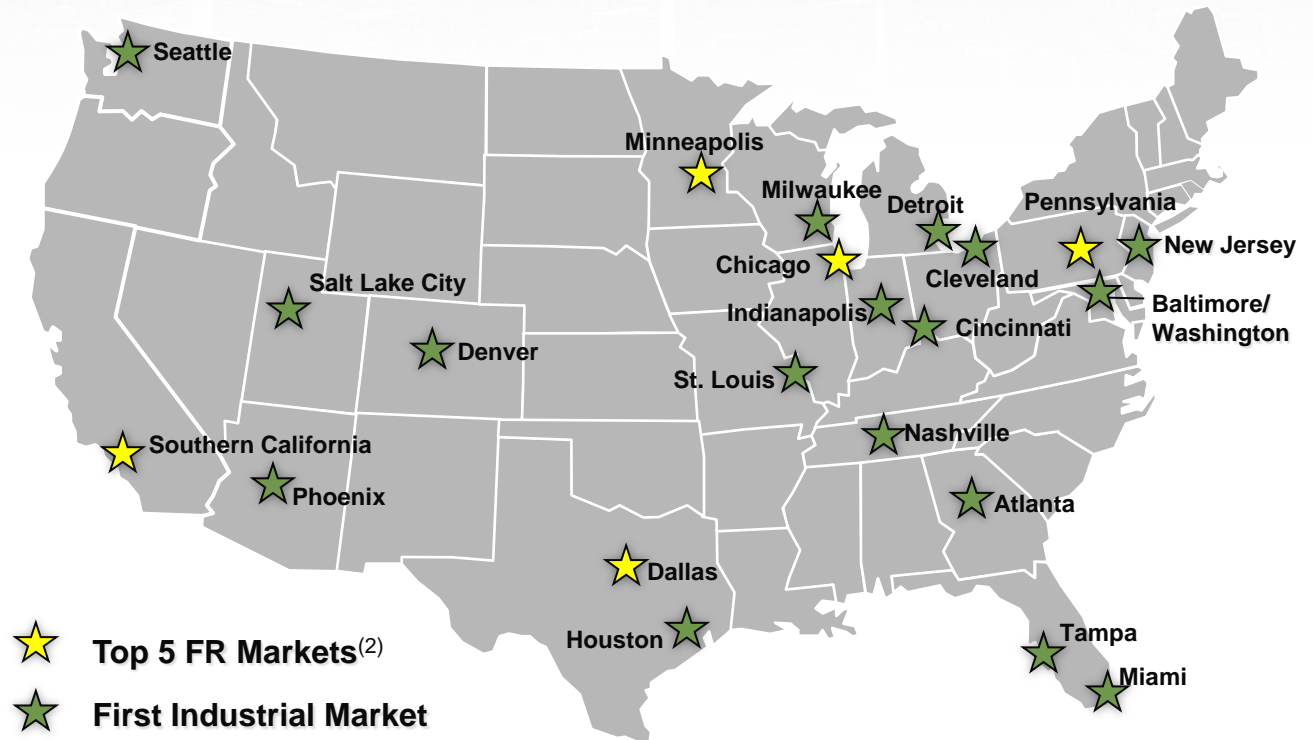 Seattle
Minneapolis
Milwaukee
Detroit
Pennsylvania
New Jersey
Chicago
Cleveland
Salt Lake City
Indianapolis
Baltimore/
Washington
Cincinnati
Denver
St. Louis
Southern California
Nashville
Phoenix
Atlanta
Dallas
Houston
Tampa
Miami
Top 5 FR Markets(2)
First Industrial Market